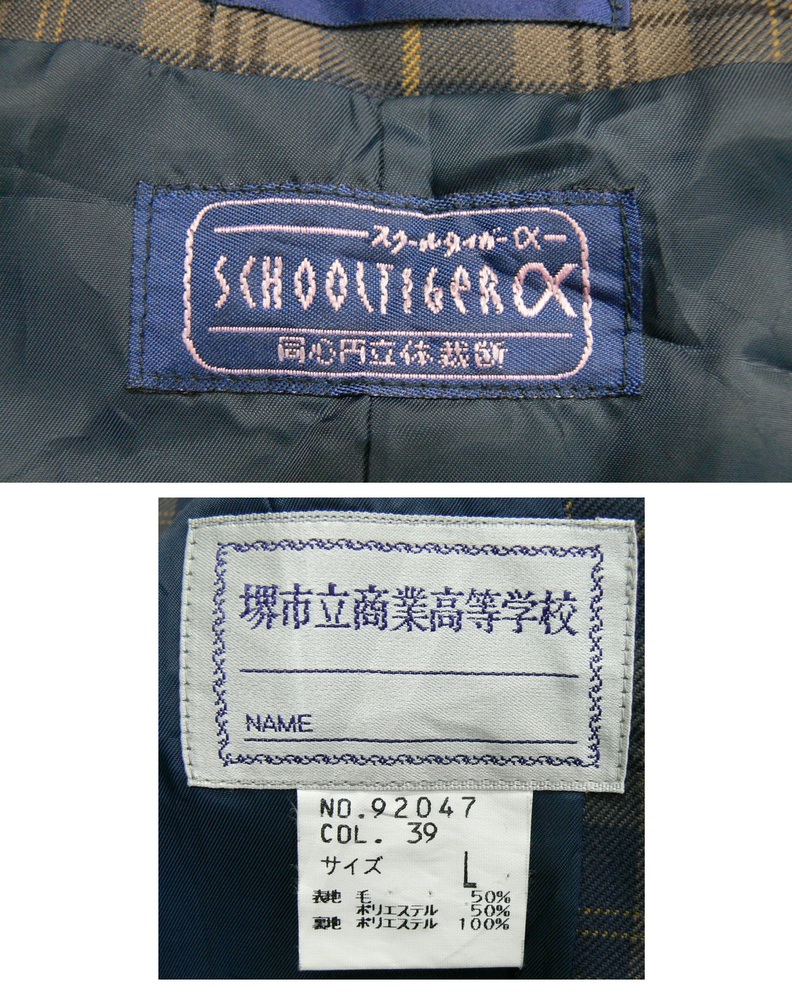 スクールタイガーα
SCHOOLTIGERα
同心円立体裁断
堺市立商業高等学校
NAME
NO.92047
COL. 39
サイズ L
表地 毛 50%
ポリエステル 50%
裏地 ポリエステル 100%